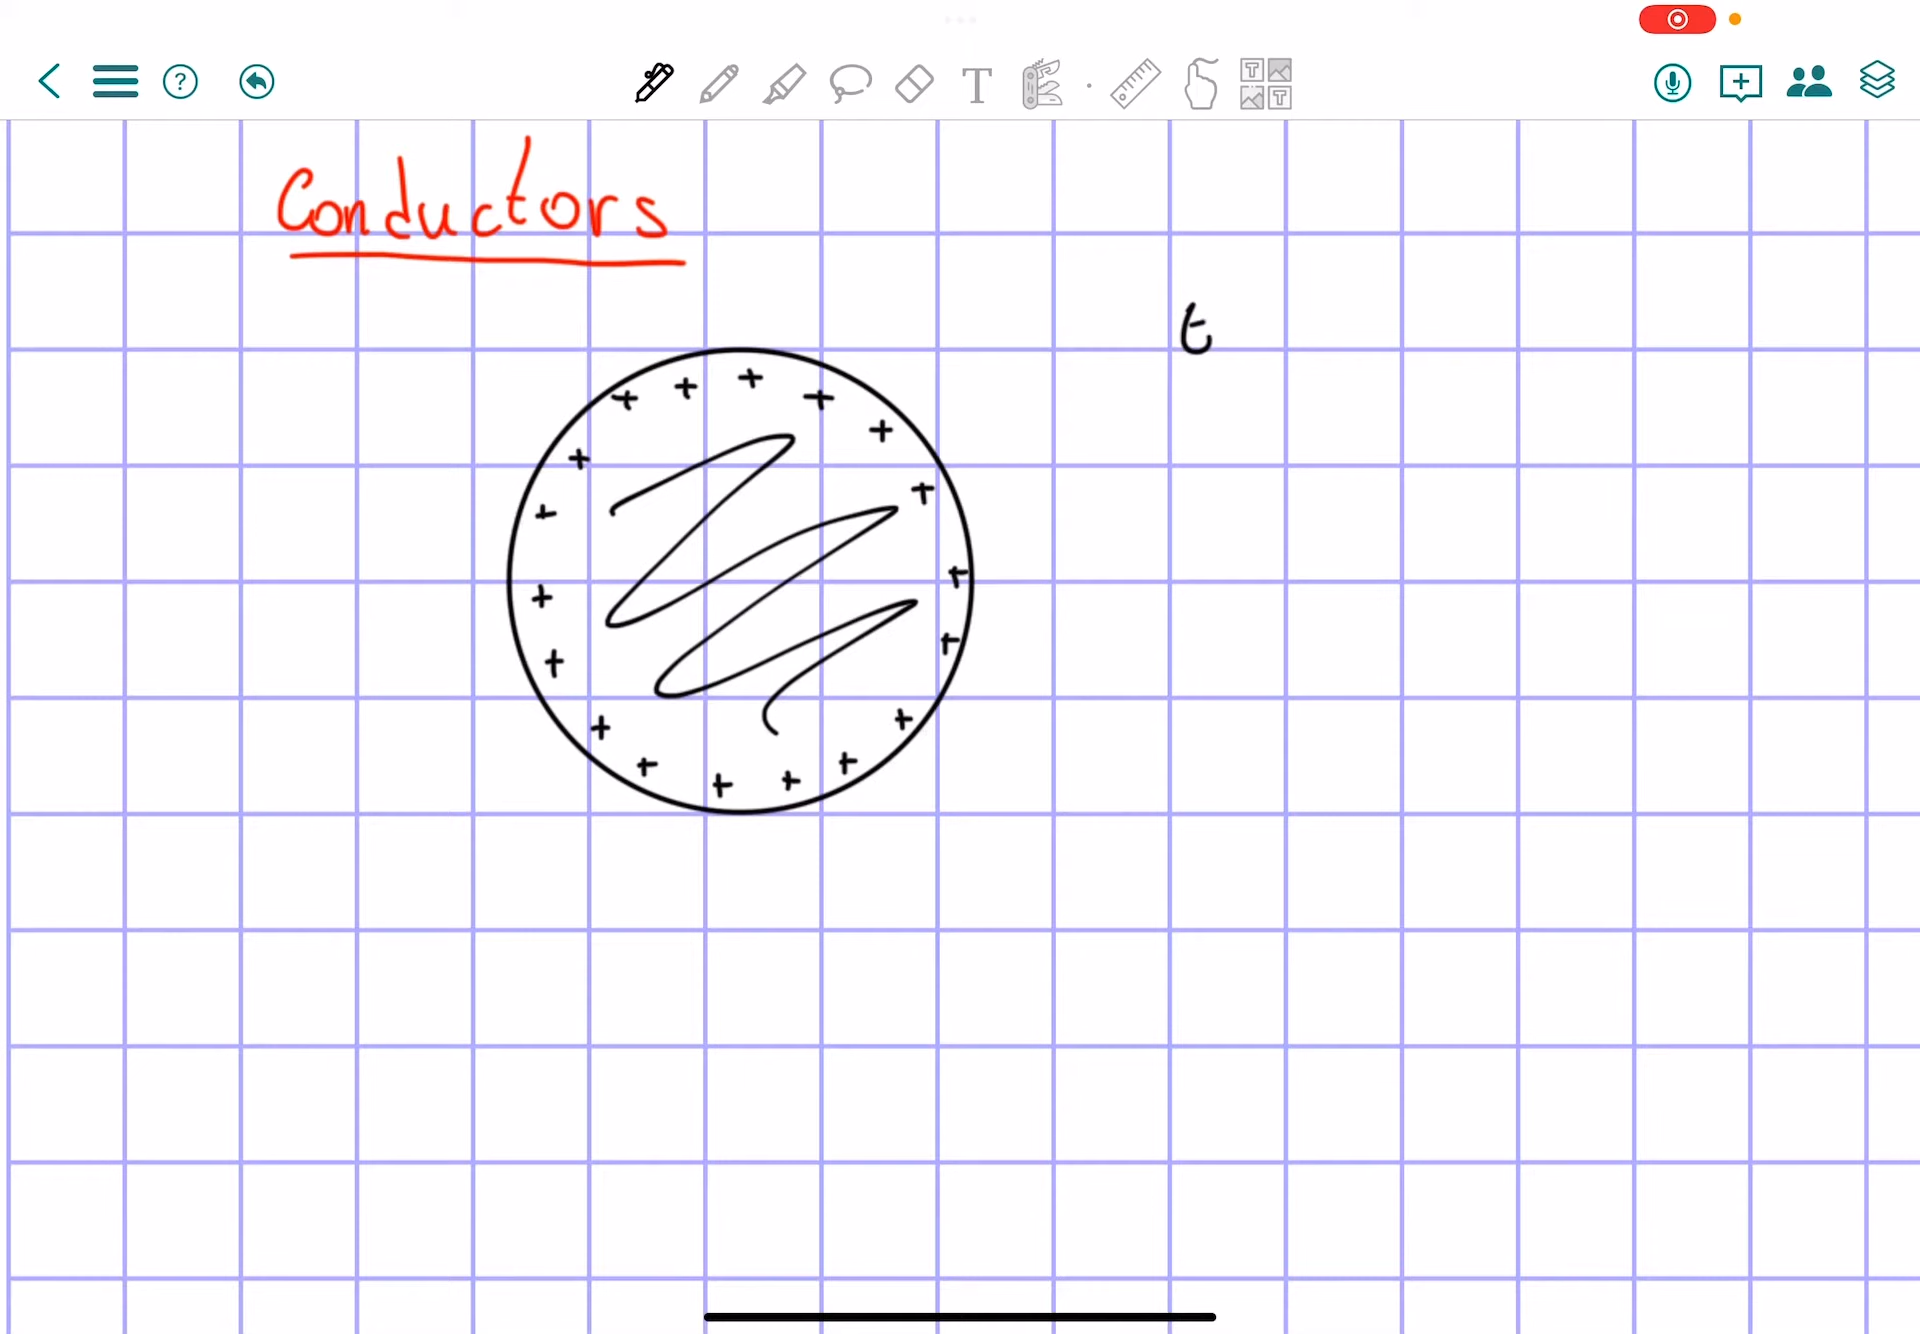 Conductors
t
+ + + + + + + + + + + + + + + + + + +